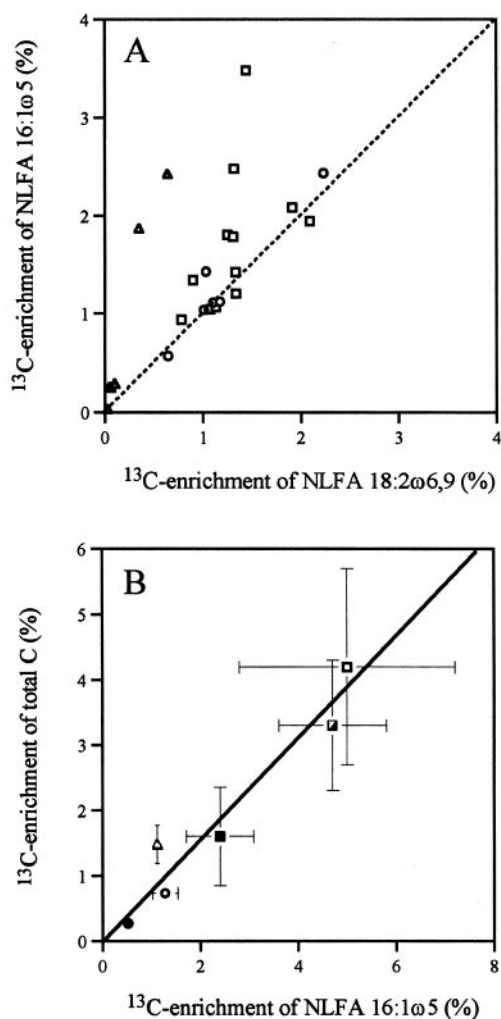 A
4
3
2
1
0
0 1 2 3 4
¹³C-enrichment of NLFA 16:1ω5 (%)
¹³C-enrichment of NLFA 18:2ω6,9 (%)
B
6
5
4
3
2
1
0
0 2 4 6 8
¹³C-enrichment of total C (%)
¹³C-enrichment of NLFA 16:1ω5 (%)